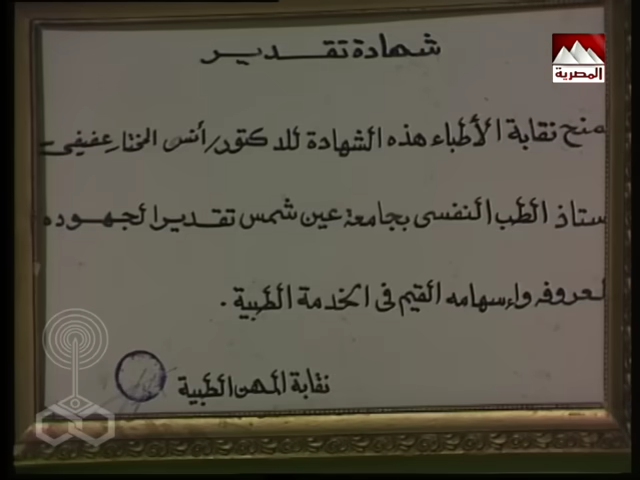 شهادة تقدير
المصرية
منح نقابة الأطباء هذه الشهادة للدكتور/أنس المختار عفيفى
ستاذ الطب النفسى بجامعة عين شمس تقديرا لجهوده
لمعروفه وإسهامه القيم فى الخدمة الطبية .
نقابة المهن الطبية